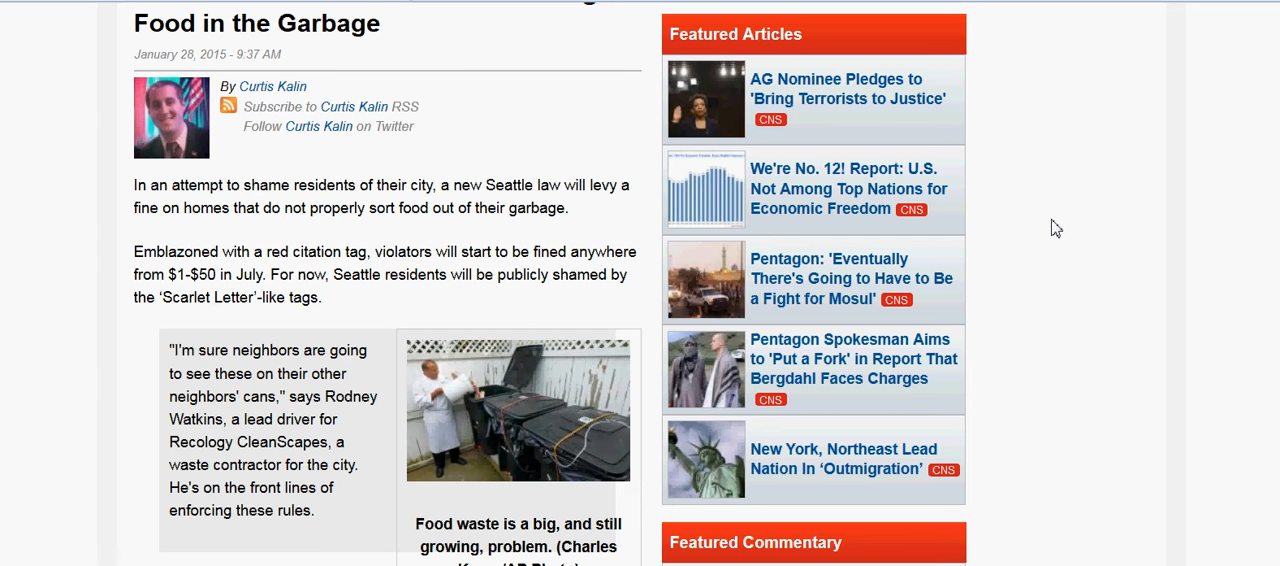 Food in the Garbage
January 28, 2015 - 9:37 AM
By Curtis Kalin
Subscribe to Curtis Kalin RSS
Follow Curtis Kalin on Twitter
In an attempt to shame residents of their city, a new Seattle law will levy a
fine on homes that do not properly sort food out of their garbage.
Emblazoned with a red citation tag, violators will start to be fined anywhere
from $1-$50 in July. For now, Seattle residents will be publicly shamed by
the ‘Scarlet Letter’-like tags.
"I'm sure neighbors are going
to see these on their other
neighbors' cans," says Rodney
Watkins, a lead driver for
Recology CleanScapes, a
waste contractor for the city.
He's on the front lines of
enforcing these rules.
Food waste is a big, and still
growing, problem. (Charles
Featured Articles
AG Nominee Pledges to
'Bring Terrorists to Justice'
CNS
We're No. 12! Report: U.S.
Not Among Top Nations for
Economic Freedom CNS
Pentagon: 'Eventually
There's Going to Have to Be
a Fight for Mosul' CNS
Pentagon Spokesman Aims
to 'Put a Fork' in Report That
Bergdahl Faces Charges
CNS
New York, Northeast Lead
Nation In ‘Outmigration’ CNS
Featured Commentary